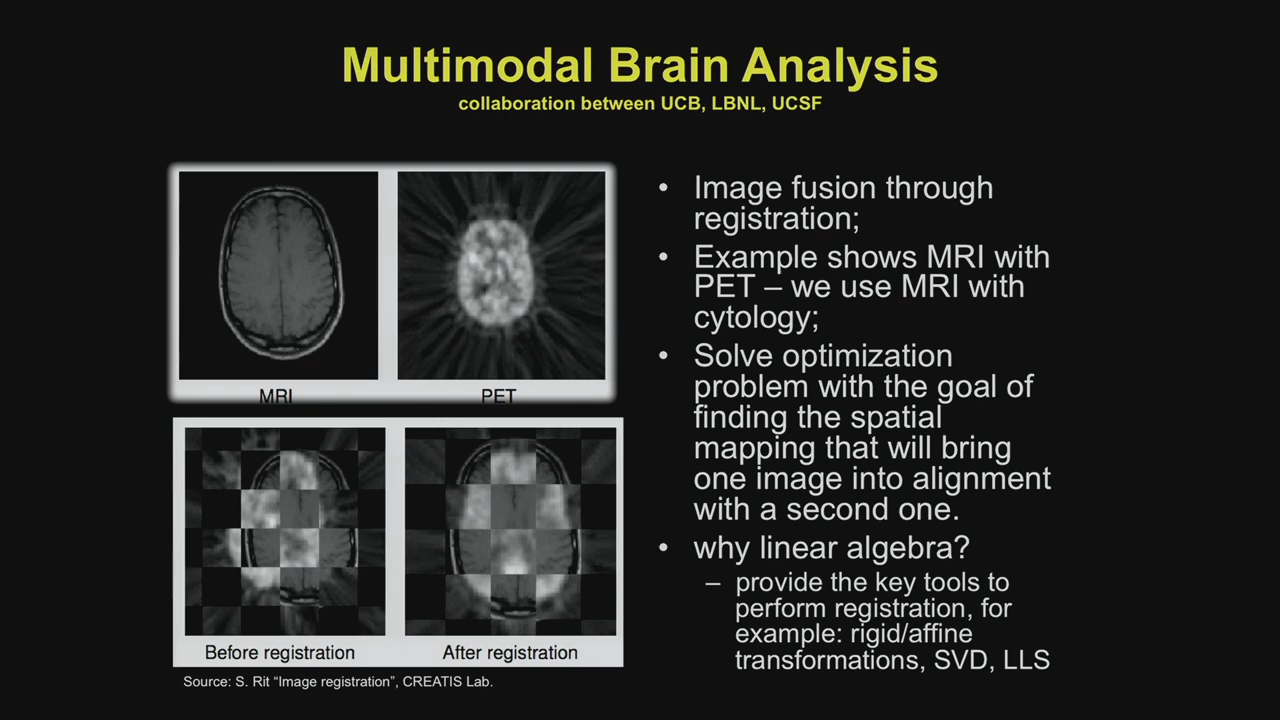 Multimodal Brain Analysis
collaboration between UCB, LBNL, UCSF
MRI
PET
Before registration
After registration
Source: S. Rit “Image registration”, CREATIS Lab.
• Image fusion through
registration;
• Example shows MRI with
PET – we use MRI with
cytology;
• Solve optimization
problem with the goal of
finding the spatial
mapping that will bring
one image into alignment
with a second one.
• why linear algebra?
– provide the key tools to
perform registration, for
example: rigid/affine
transformations, SVD, LLS